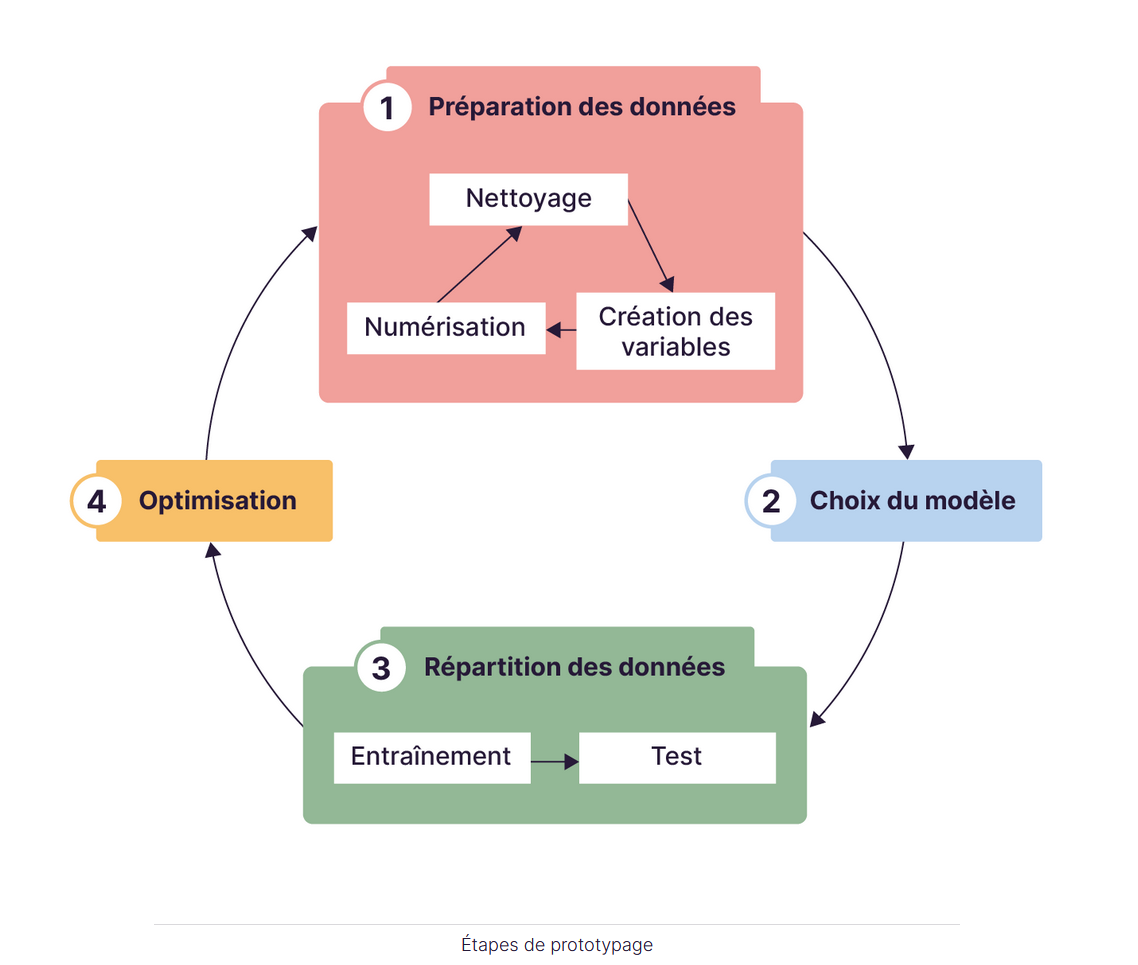 1 Préparation des données
Nettoyage
Numérisation
Création des
variables
4 Optimisation
2 Choix du modèle
3 Répartition des données
Entraînement
Test
Étapes de prototypage